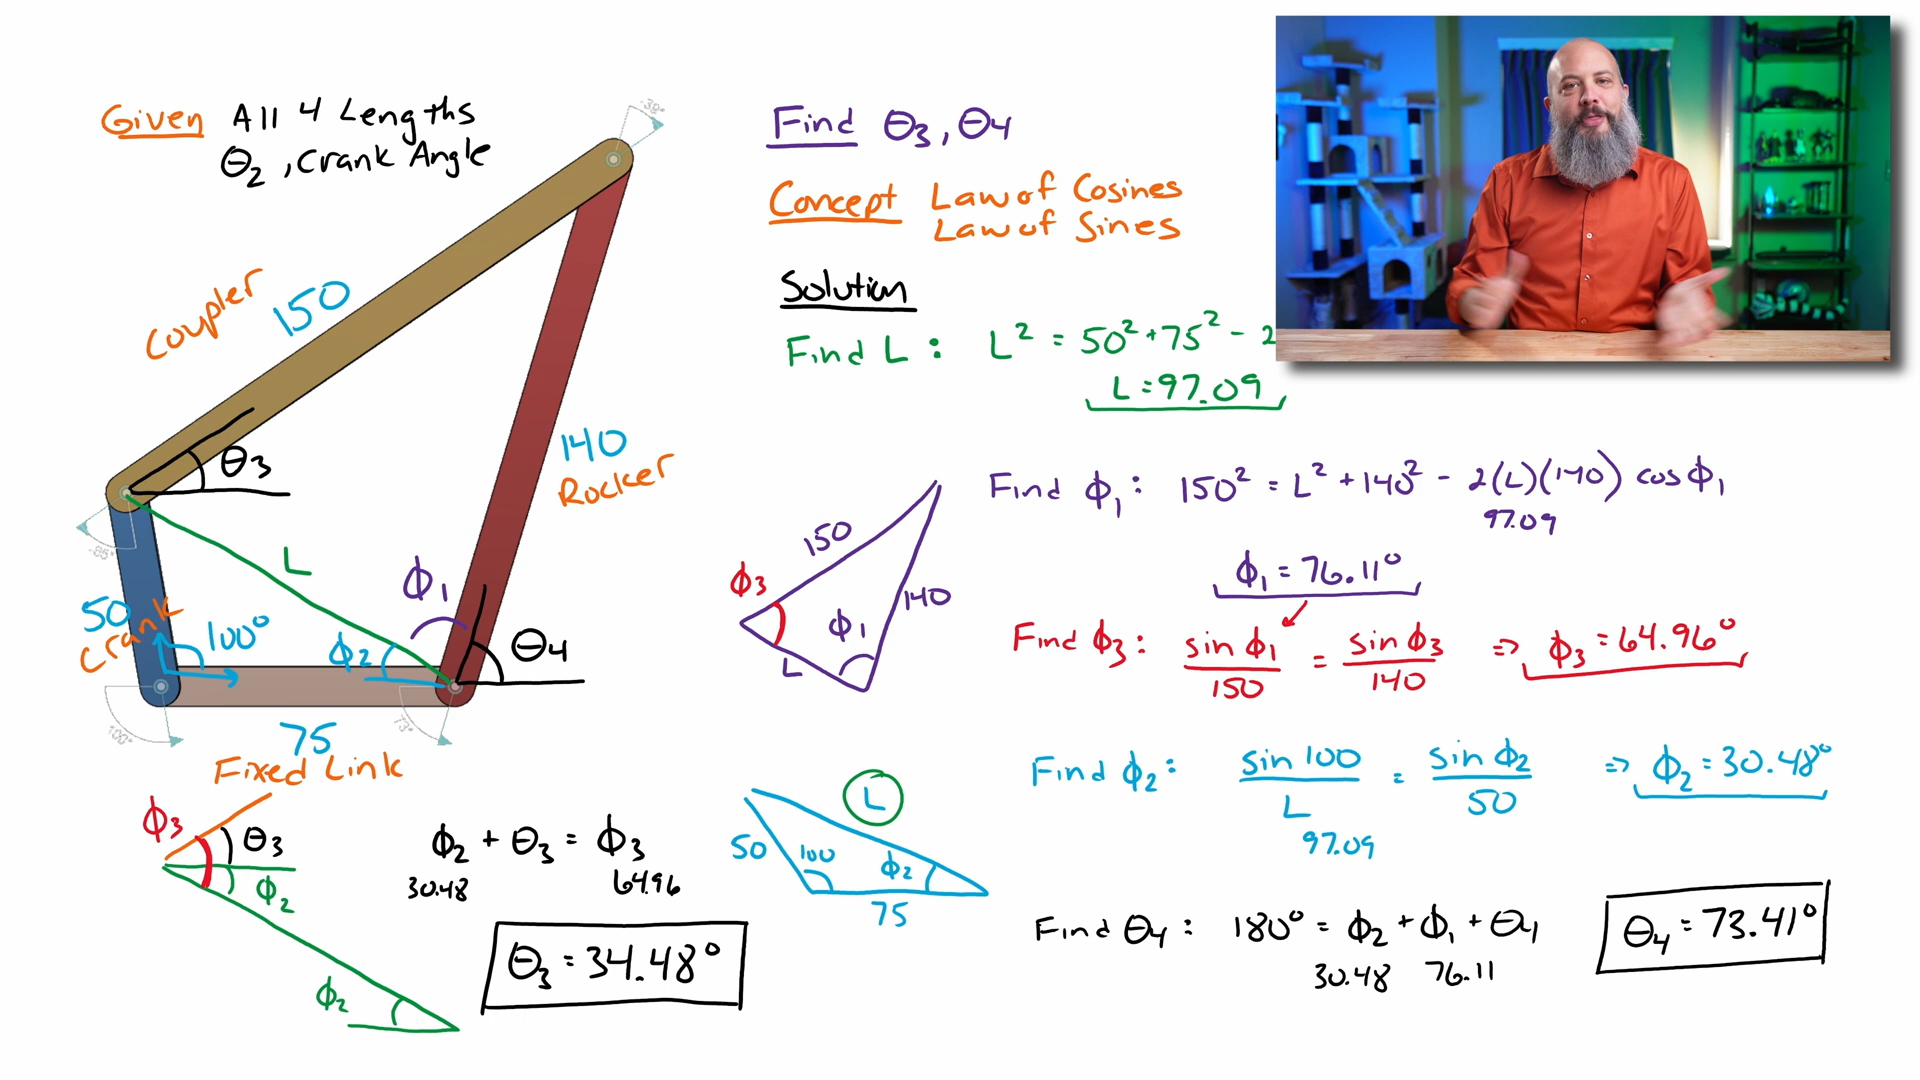 Given All 4 Lengths
θ2, Crank Angle
-39°
Coupler
150
θ3
140
Rocker
-85°
L
ϕ1
50
Crank
100°
ϕ2
θ4
100°
73°
75
Fixed Link
ϕ3
θ3
ϕ2
ϕ2
ϕ2 + θ3 = ϕ3
30.48 64.96
θ3 = 34.48°
Find θ3, θ4
Concept Law of Cosines
Law of Sines
Solution
Find L: L² = 50² + 75² - 2
L = 97.09
150
ϕ3
140
ϕ1
L
Find ϕ1: 150² = L² + 140² - 2(L)(140) cos ϕ1
97.09
ϕ1 = 76.11°
Find ϕ3: sin ϕ1 / 150 = sin ϕ3 / 140 => ϕ3 = 64.96°
Find ϕ2: sin 100 / L = sin ϕ2 / 50 => ϕ2 = 30.48°
97.09
L
50
100
ϕ2
75
Find θ4: 180° = ϕ2 + ϕ1 + θ4
30.48 76.11
θ4 = 73.41°